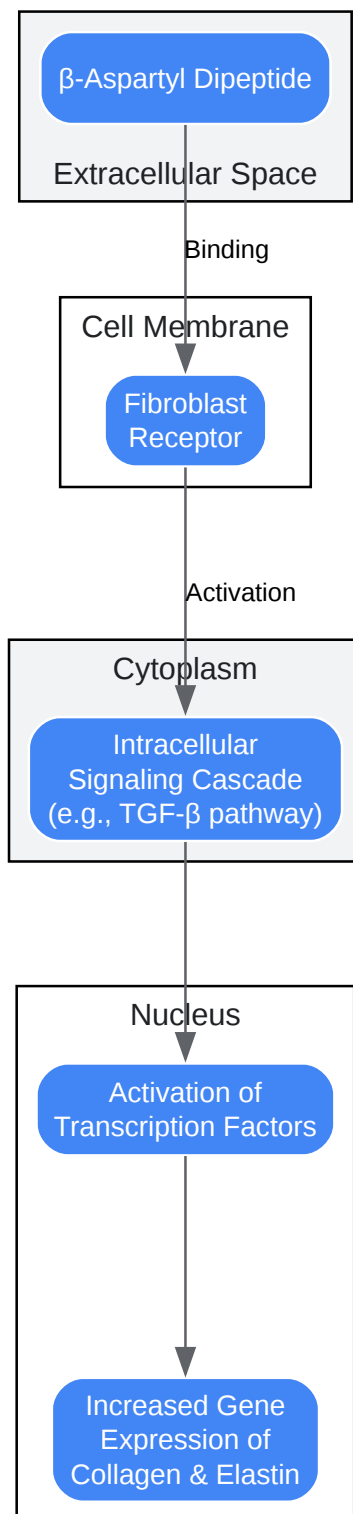 β-Aspartyl Dipeptide
Extracellular Space
Binding
Cell Membrane
Fibroblast
Receptor
Activation
Cytoplasm
Intracellular
Signaling Cascade
(e.g., TGF-β pathway)
Nucleus
Activation of
Transcription Factors
Increased Gene
Expression of
Collagen & Elastin